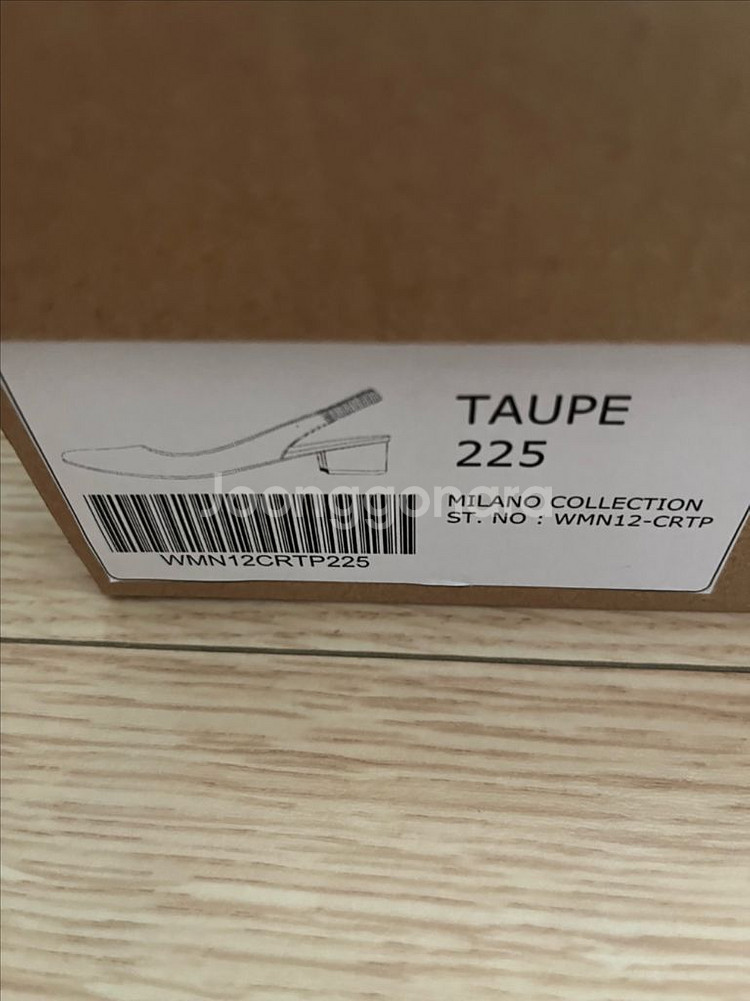 TAUPE
225
MILANO COLLECTION
ST. NO : WMN12-CRTP
WMN12CRTP225
Joonggonara